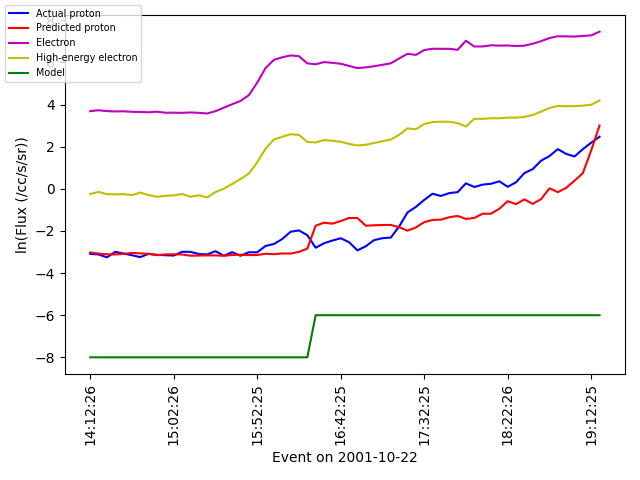 Actual proton
Predicted proton
Electron
High-energy electron
Model
4
2
0
−2
−4
−6
−8
ln(Flux (/cc/s/sr))
14:12:26
15:02:26
15:52:25
16:42:25
17:32:25
18:22:26
19:12:25
Event on 2001-10-22